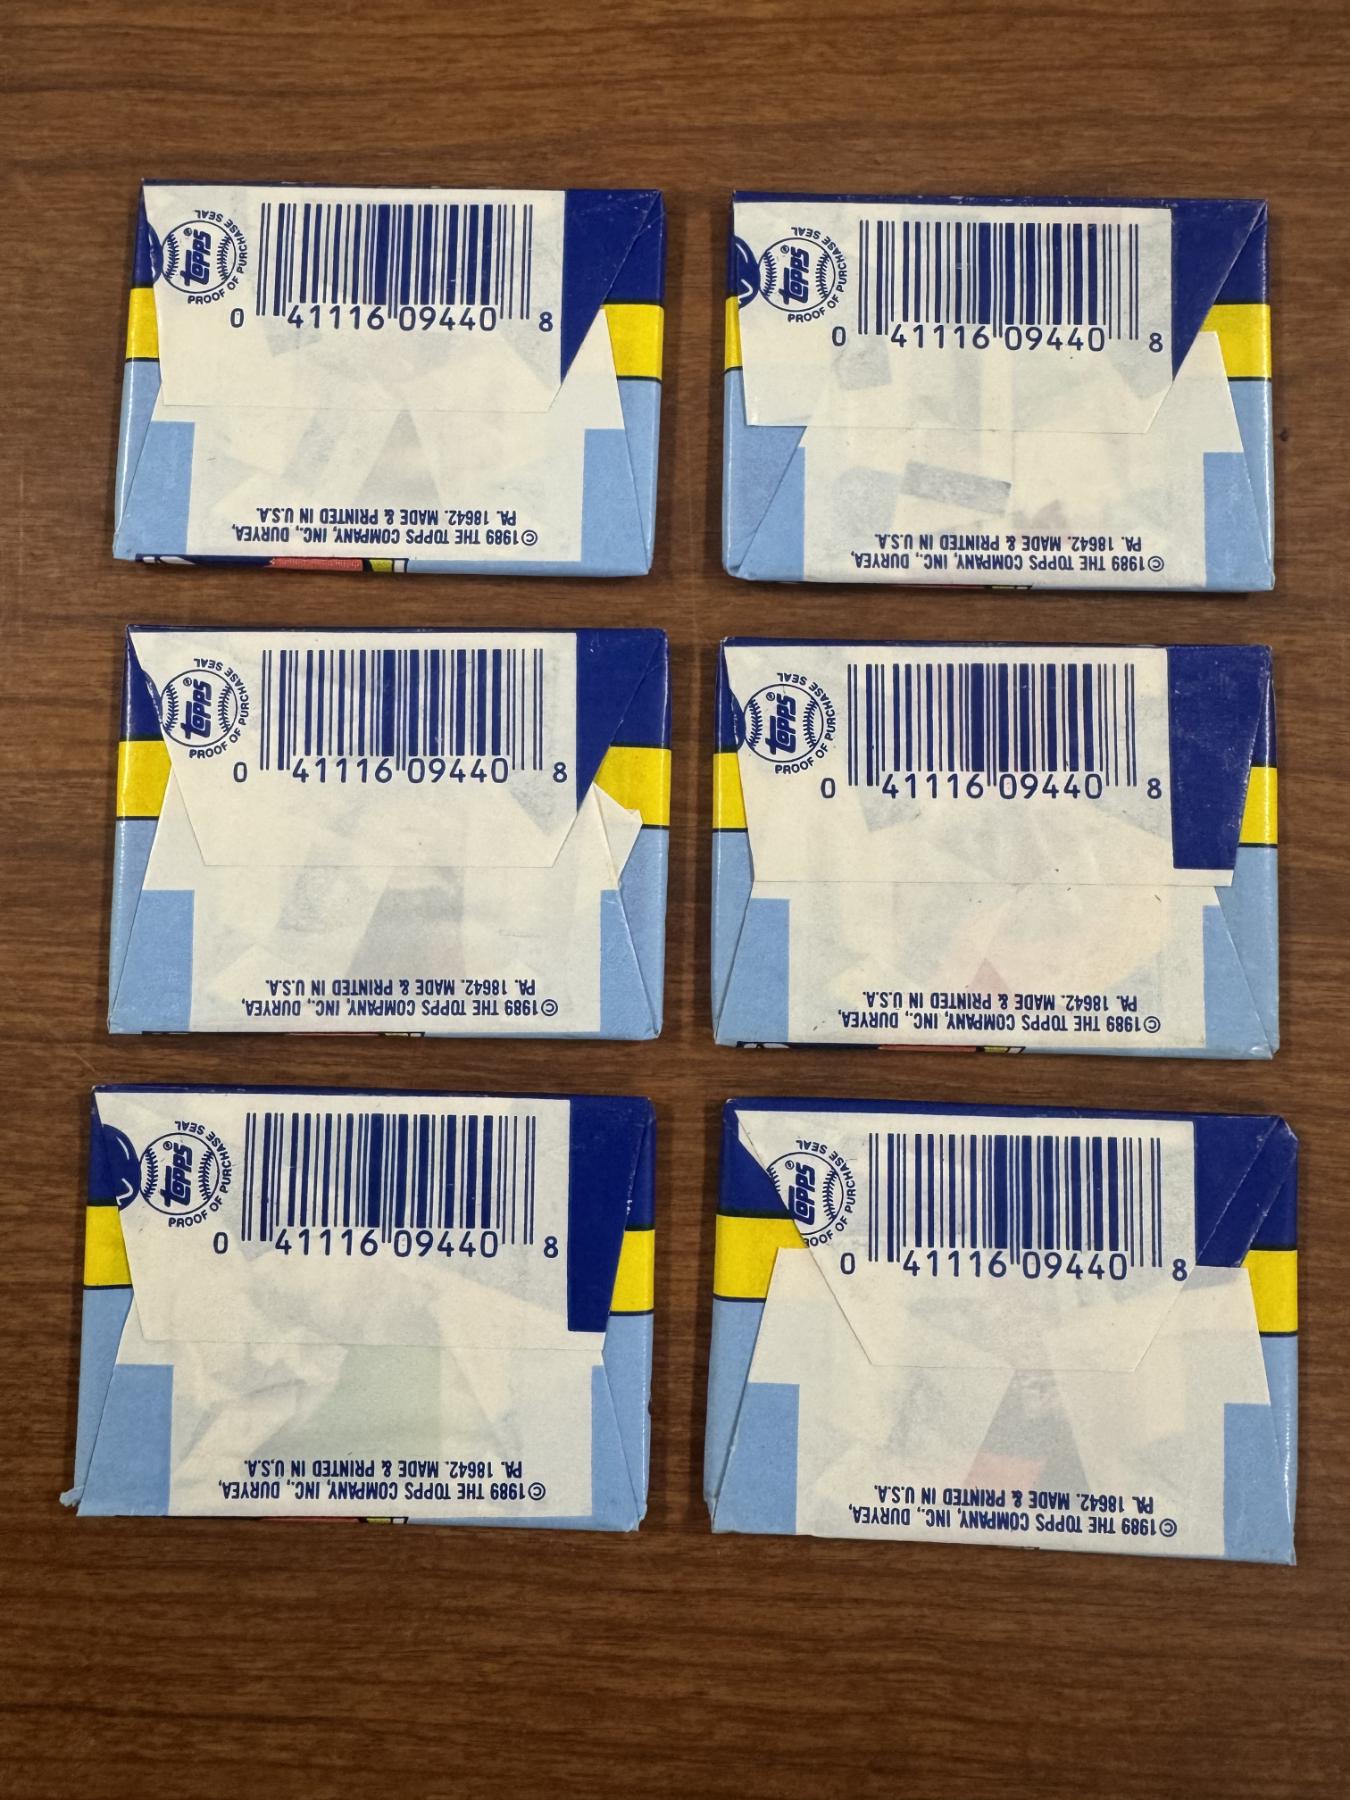 topps®
PROOF OF PURCHASE SEAL
0 41116 09440 8
©1989 THE TOPPS COMPANY, INC., DURYEA,
PA. 18642. MADE & PRINTED IN U.S.A.
topps®
PROOF OF PURCHASE SEAL
0 41116 09440 8
©1989 THE TOPPS COMPANY, INC., DURYEA,
PA. 18642. MADE & PRINTED IN U.S.A.
topps®
PROOF OF PURCHASE SEAL
0 41116 09440 8
©1989 THE TOPPS COMPANY, INC., DURYEA,
PA. 18642. MADE & PRINTED IN U.S.A.
topps®
PROOF OF PURCHASE SEAL
0 41116 09440 8
©1989 THE TOPPS COMPANY, INC., DURYEA,
PA. 18642. MADE & PRINTED IN U.S.A.
topps®
PROOF OF PURCHASE SEAL
0 41116 09440 8
©1989 THE TOPPS COMPANY, INC., DURYEA,
PA. 18642. MADE & PRINTED IN U.S.A.
topps®
ROOF OF PURCHASE SEAL
0 41116 09440 8
©1989 THE TOPPS COMPANY, INC., DURYEA,
PA. 18642. MADE & PRINTED IN U.S.A.